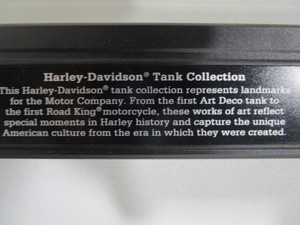 Harley-Davidson® Tank Collection
This Harley-Davidson® tank collection represents landmarks
for the Motor Company. From the first Art Deco tank to
the first Road King® motorcycle, these works of art reflect
special moments in Harley history and capture the unique
American culture from the era in which they were created.